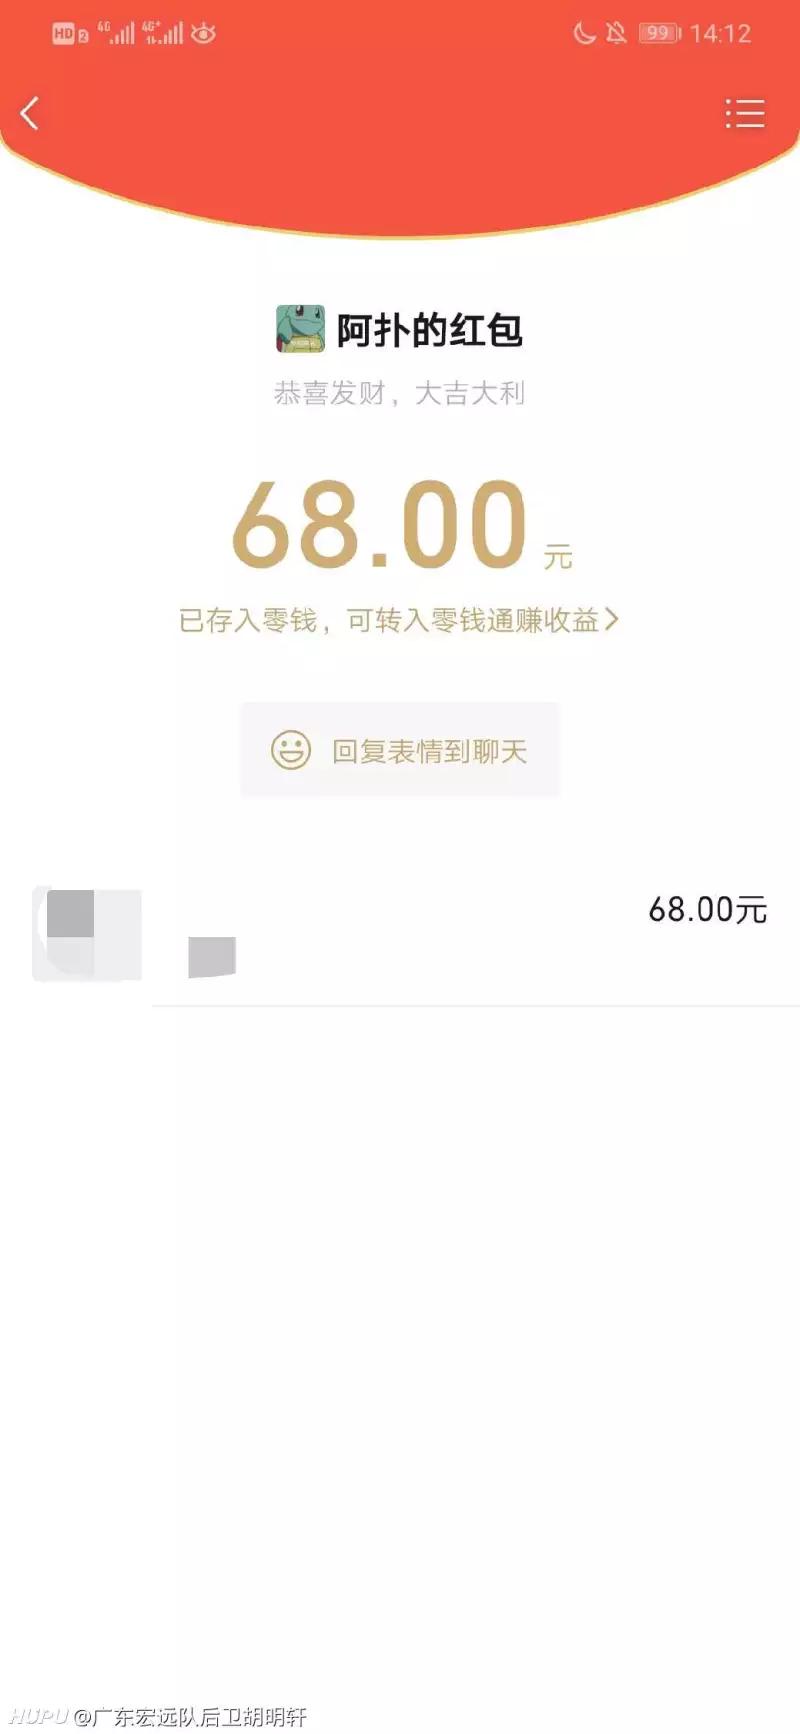 HD 2 4G 4G+ 99 14:12
阿扑的红包
恭喜发财，大吉大利
68.00元
已存入零钱，可转入零钱通赚收益>
回复表情到聊天
68.00元
HUPU @广东宏远队后卫胡明轩